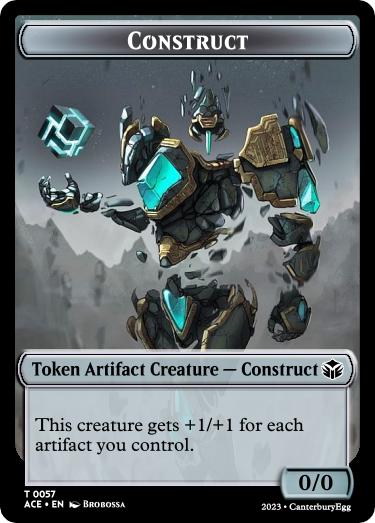 Construct
Token Artifact Creature — Construct
This creature gets +1/+1 for each
artifact you control.
0/0
T 0057
ACE • EN Brobossa
2023 • CanterburyEgg